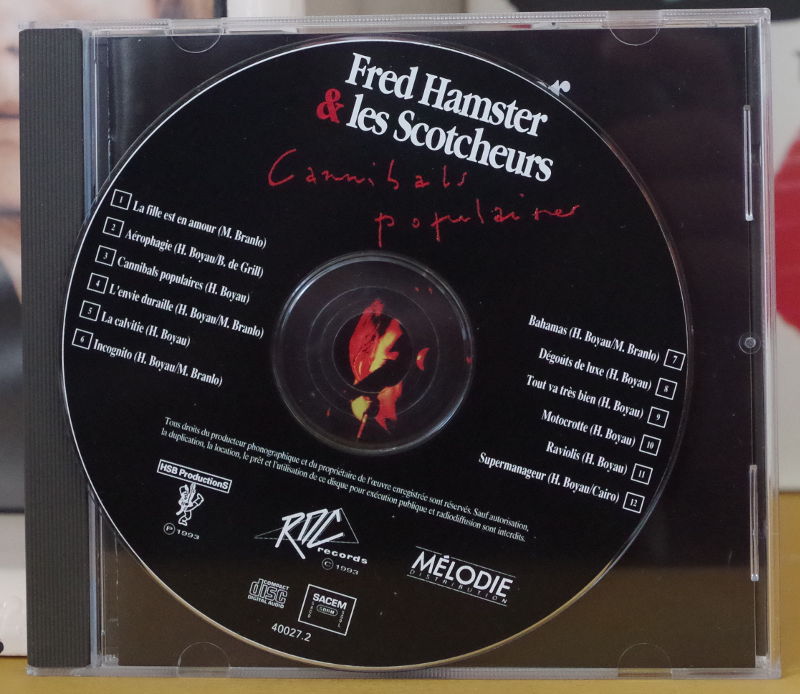 Fred Hamster
& les Scotcheurs
Cannibals
populaires
1 La fille est en amour (M. Branlo)
2 Aérophagie (H. Boyau/B. de Grill)
3 Cannibals populaires (H. Boyau)
4 L'envie duraille (H. Boyau/M. Branlo)
5 La calvitie (H. Boyau)
6 Incognito (H. Boyau/M. Branlo)
Bahamas (H. Boyau/M. Branlo) 7
Dégoûts de luxe (H. Boyau) 8
Tout va très bien (H. Boyau) 9
Motocrotte (H. Boyau) 10
Raviolis (H. Boyau) 11
Supermanageur (H. Boyau/Cairo) 12
Tous droits du producteur phonographique et du propriétaire de l'œuvre enregistrée sont réservés. Sauf autorisation,
la duplication, la location, le prêt et l'utilisation de ce disque pour exécution publique et radiodiffusion sont interdits.
HSB ProductionS
℗ 1993
RDC
records
© 1993
MÉLODIE
DISTRIBUTION
COMPACT
disc
DIGITAL AUDIO
SACEM
40027.2